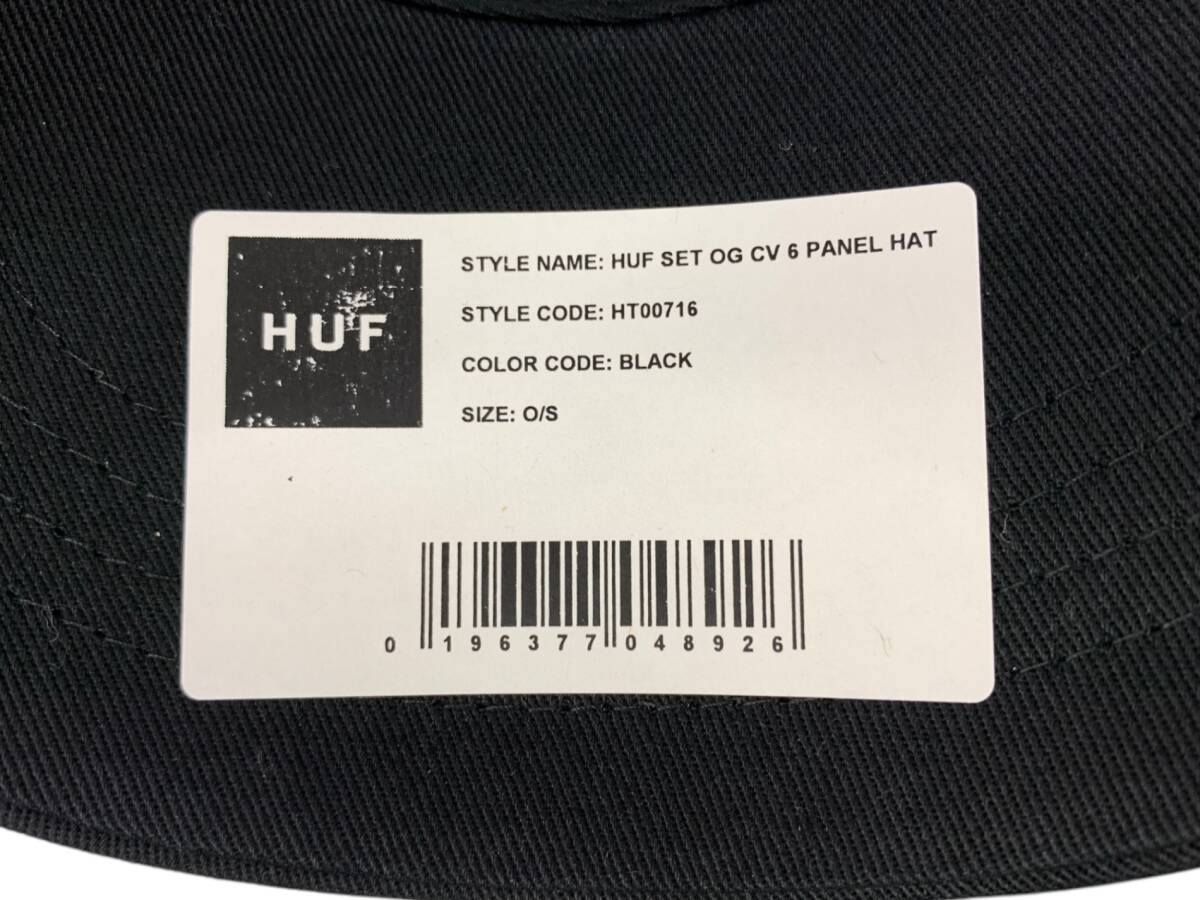 HUF
STYLE NAME: HUF SET OG CV 6 PANEL HAT
STYLE CODE: HT00716
COLOR CODE: BLACK
SIZE: O/S
0 196377 048926